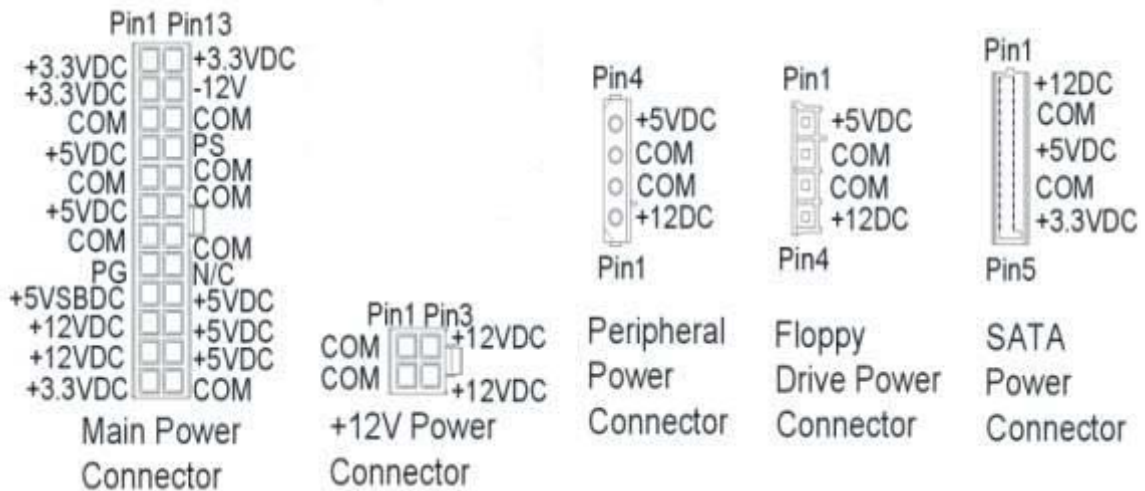 Pin1 Pin13
+3.3VDC +3.3VDC
+3.3VDC -12V
COM COM
+5VDC PS
COM COM
+5VDC COM
COM COM
PG N/C
+5VSBDC +5VDC
+12VDC +5VDC
+12VDC +5VDC
+3.3VDC COM
Main Power
Connector
Pin1 Pin3
COM +12VDC
COM +12VDC
+12V Power
Connector
Pin4
+5VDC
COM
COM
+12DC
Pin1
Peripheral
Power
Connector
Pin1
+5VDC
COM
COM
+12DC
Pin4
Floppy
Drive Power
Connector
Pin1
+12DC
COM
+5VDC
COM
+3.3VDC
Pin5
SATA
Power
Connector